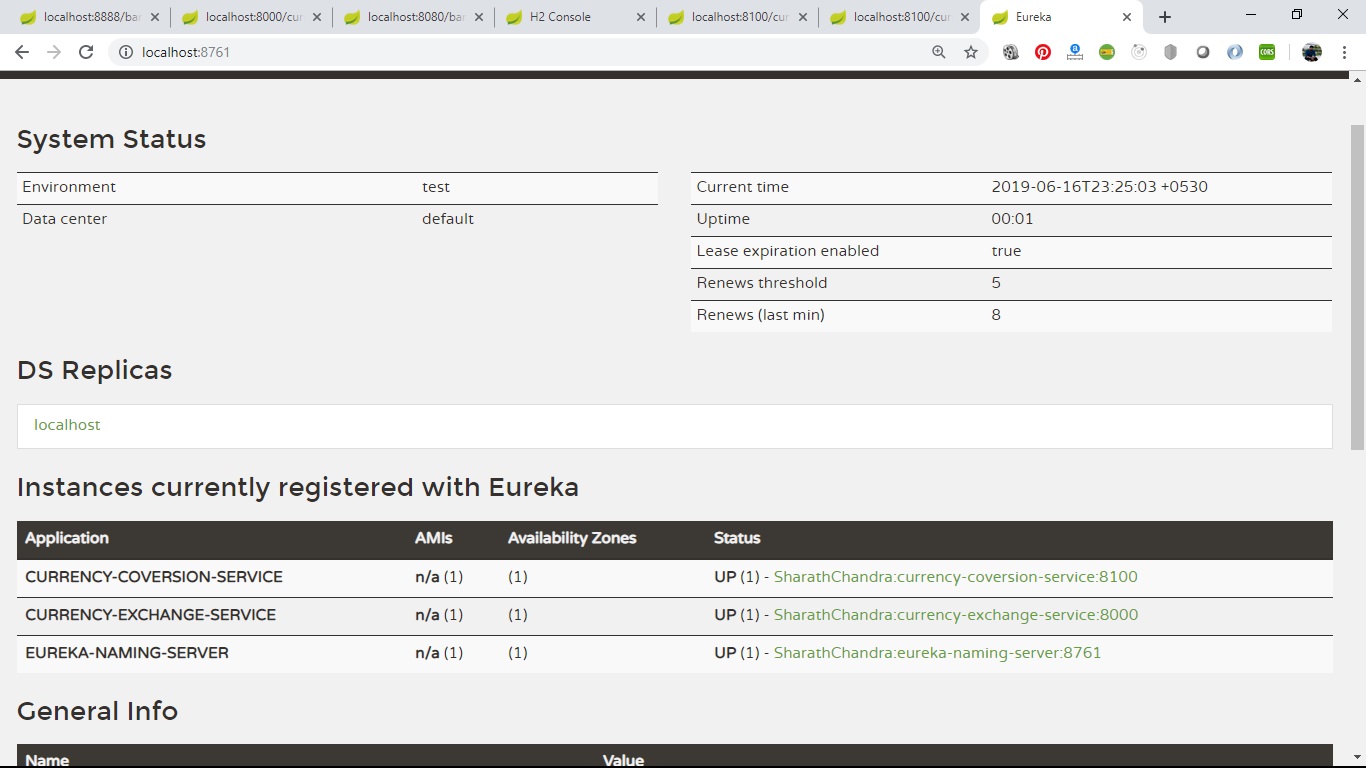 localhost:8888/bar localhost:8000/cur localhost:8080/bar H2 Console localhost:8100/cur localhost:8100/cur Eureka
localhost:8761
CORS
System Status
Environment test
Data center default
Current time 2019-06-16T23:25:03 +0530
Uptime 00:01
Lease expiration enabled true
Renews threshold 5
Renews (last min) 8
DS Replicas
localhost
Instances currently registered with Eureka
Application AMIs Availability Zones Status
CURRENCY-COVERSION-SERVICE n/a (1) (1) UP (1) - SharathChandra:currency-coversion-service:8100
CURRENCY-EXCHANGE-SERVICE n/a (1) (1) UP (1) - SharathChandra:currency-exchange-service:8000
EUREKA-NAMING-SERVER n/a (1) (1) UP (1) - SharathChandra:eureka-naming-server:8761
General Info
Name Value